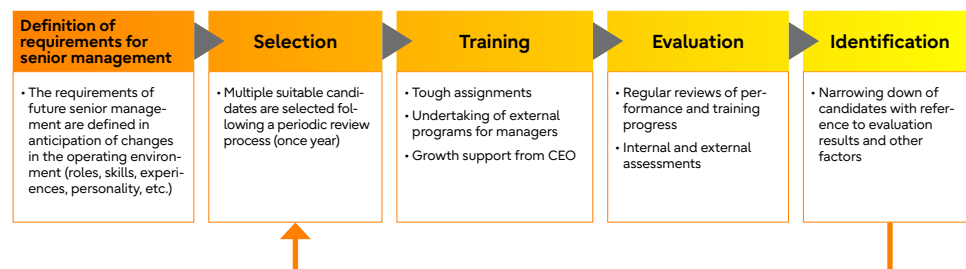 Definition of
requirements for
senior management
• The requirements of
future senior manage-
ment are defined in
anticipation of changes
in the operating environ-
ment (roles, skills, experi-
ences, personality, etc.)
Selection
• Multiple suitable candi-
dates are selected fol-
lowing a periodic review
process (once year)
Training
• Tough assignments
• Undertaking of external
programs for managers
• Growth support from CEO
Evaluation
• Regular reviews of per-
formance and training
progress
• Internal and external
assessments
Identification
• Narrowing down of
candidates with refer-
ence to evaluation
results and other
factors